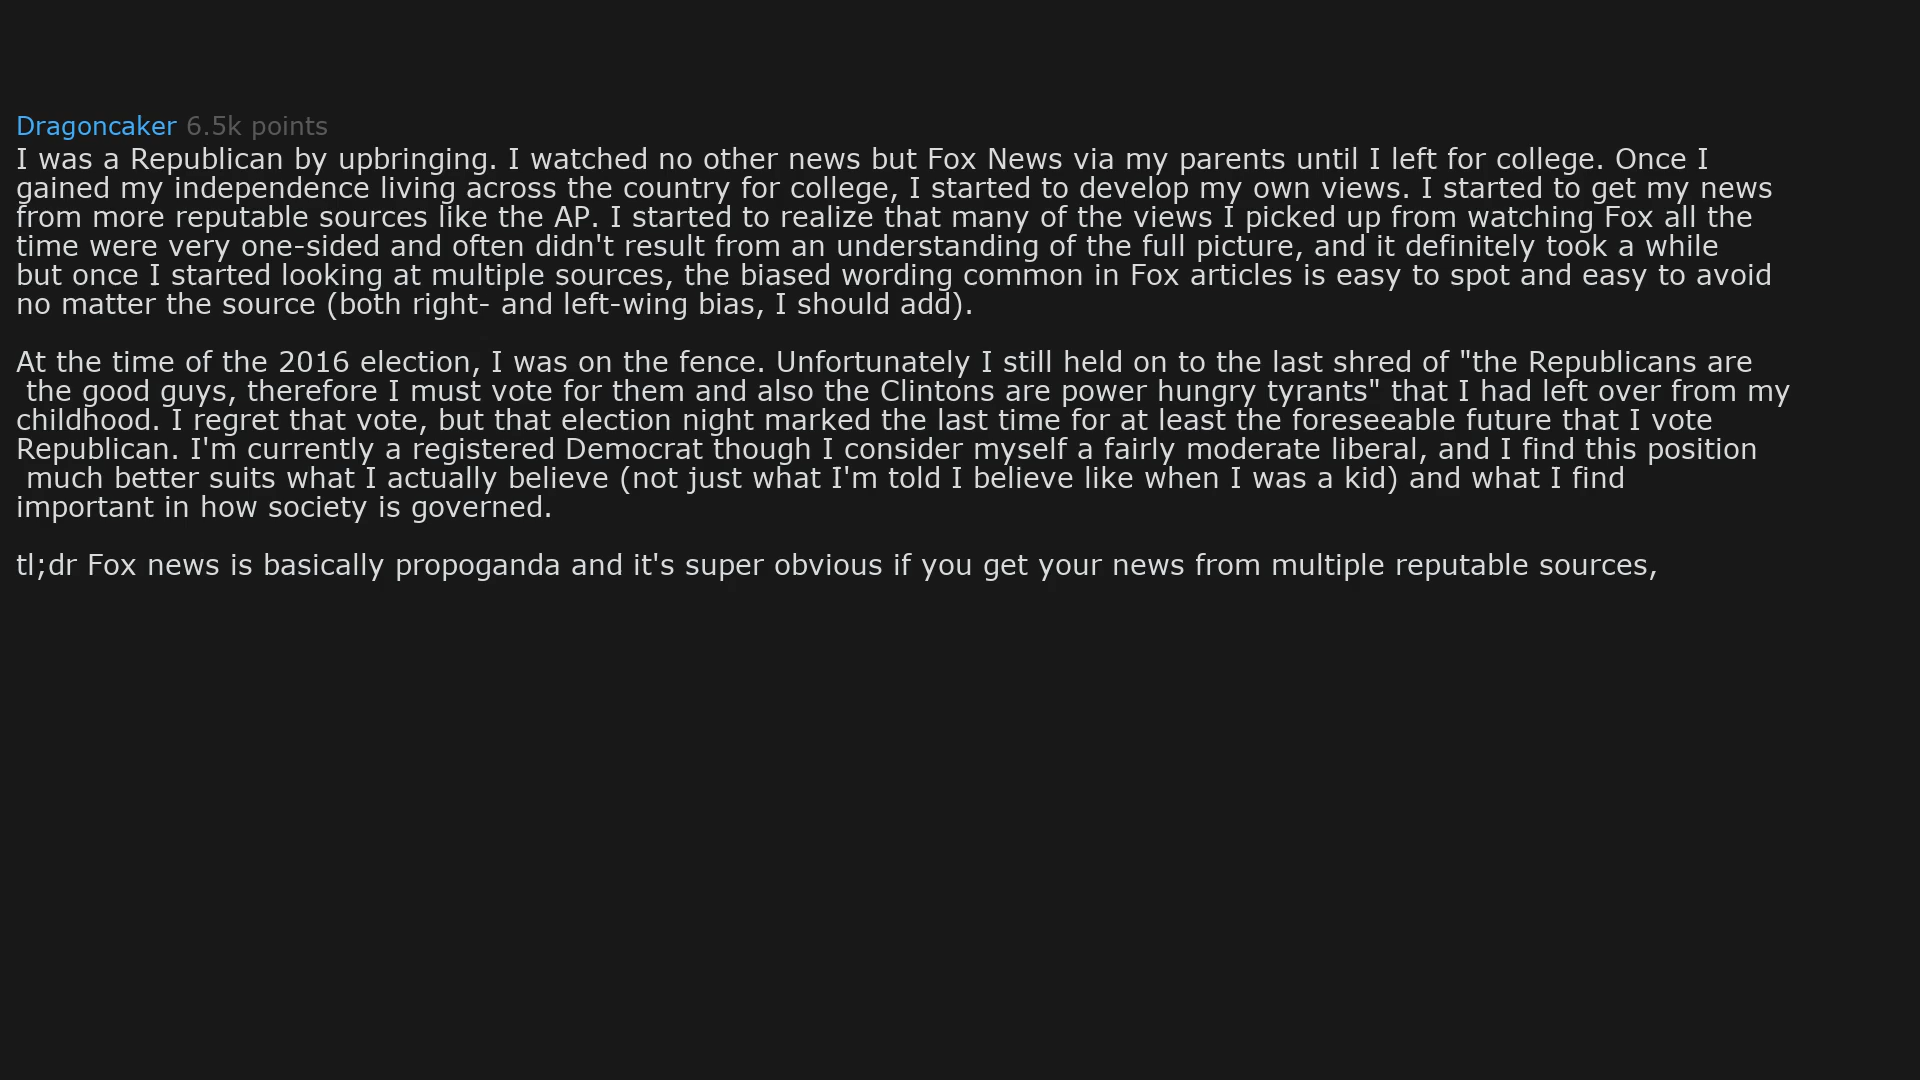 Dragoncaker 6.5k points
I was a Republican by upbringing. I watched no other news but Fox News via my parents until I left for college. Once I
gained my independence living across the country for college, I started to develop my own views. I started to get my news
from more reputable sources like the AP. I started to realize that many of the views I picked up from watching Fox all the
time were very one-sided and often didn't result from an understanding of the full picture, and it definitely took a while
but once I started looking at multiple sources, the biased wording common in Fox articles is easy to spot and easy to avoid
no matter the source (both right- and left-wing bias, I should add).
At the time of the 2016 election, I was on the fence. Unfortunately I still held on to the last shred of "the Republicans are
the good guys, therefore I must vote for them and also the Clintons are power hungry tyrants" that I had left over from my
childhood. I regret that vote, but that election night marked the last time for at least the foreseeable future that I vote
Republican. I'm currently a registered Democrat though I consider myself a fairly moderate liberal, and I find this position
much better suits what I actually believe (not just what I'm told I believe like when I was a kid) and what I find
important in how society is governed.
tl;dr Fox news is basically propoganda and it's super obvious if you get your news from multiple reputable sources,